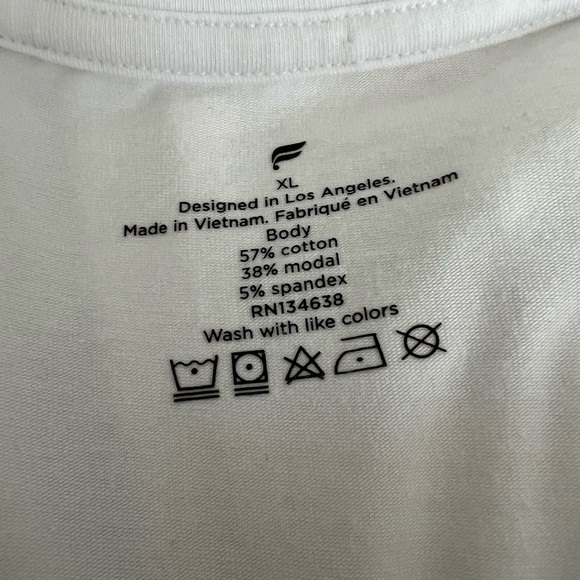 XL
Designed in Los Angeles.
Made in Vietnam. Fabriqué en Vietnam
Body
57% cotton
38% modal
5% spandex
RN134638
Wash with like colors